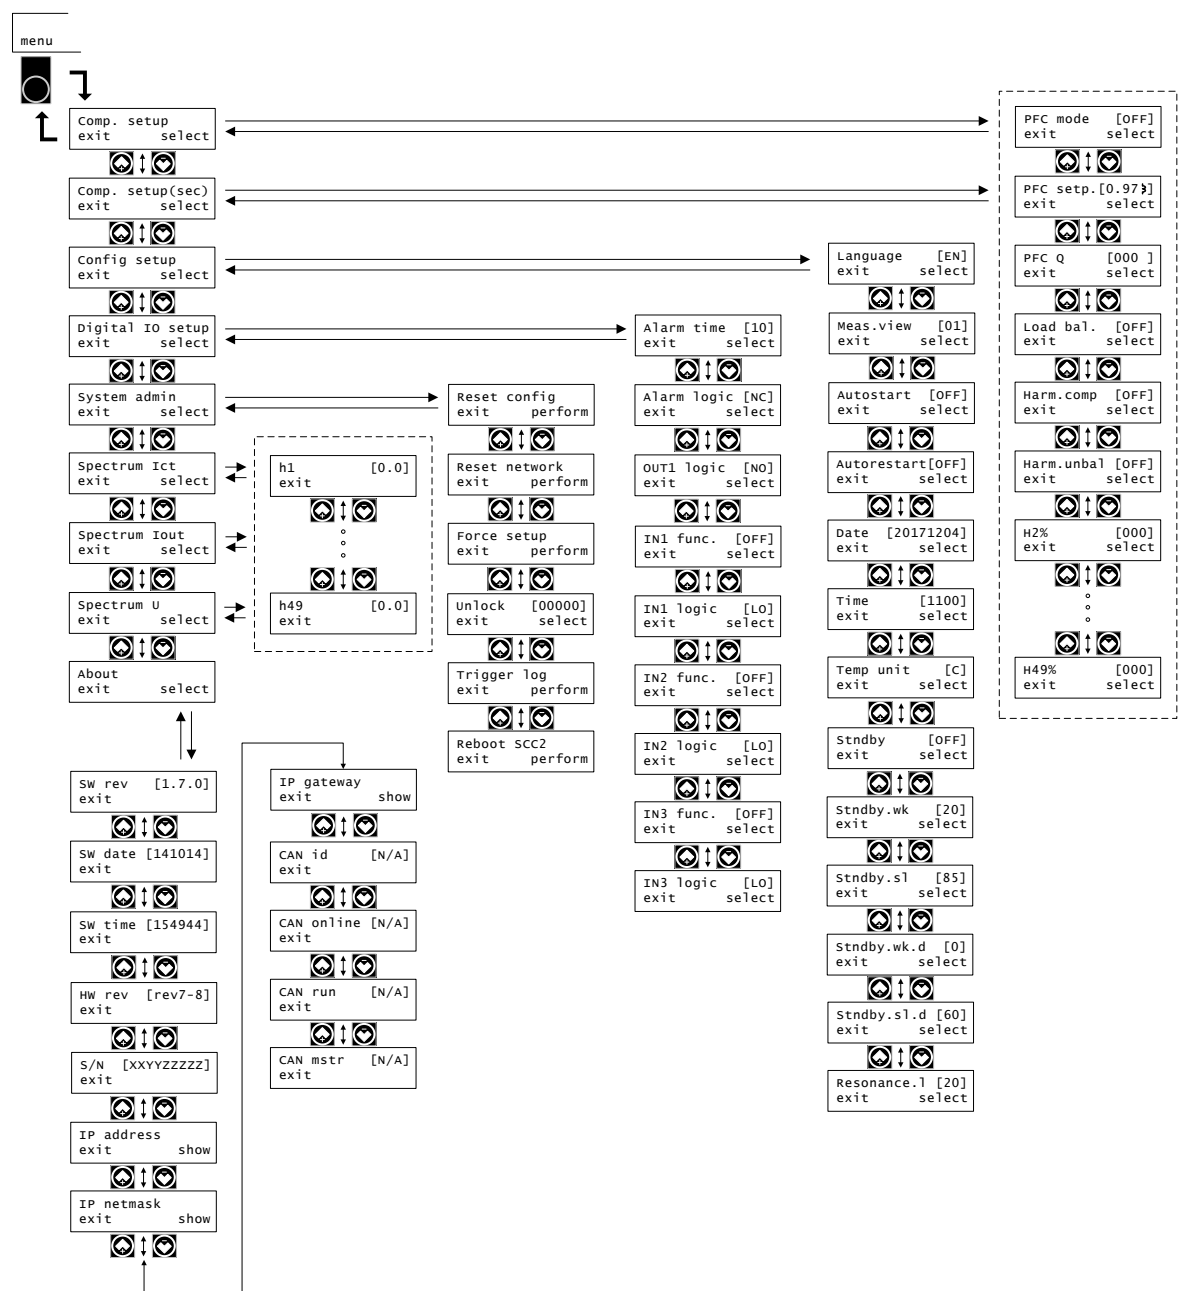 menu
Comp. setup
exit select
Comp. setup(sec)
exit select
Config setup
exit select
Digital IO setup
exit select
System admin
exit select
Spectrum Ict
exit select
Spectrum Iout
exit select
Spectrum U
exit select
About
exit select
SW rev [1.7.0]
exit
SW date [141014]
exit
SW time [154944]
exit
HW rev [rev7-8]
exit
S/N [XXYYZZZZZ]
exit
IP address
exit show
IP netmask
exit show
h1 [0.0]
exit
h49 [0.0]
exit
IP gateway
exit show
CAN id [N/A]
exit
CAN online [N/A]
exit
CAN run [N/A]
exit
CAN mstr [N/A]
exit
Reset config
exit perform
Reset network
exit perform
Force setup
exit perform
Unlock [00000]
exit select
Trigger log
exit perform
Reboot SCC2
exit perform
Alarm time [10]
exit select
Alarm logic [NC]
exit select
OUT1 logic [NO]
exit select
IN1 func. [OFF]
exit select
IN1 logic [LO]
exit select
IN2 func. [OFF]
exit select
IN2 logic [LO]
exit select
IN3 func. [OFF]
exit select
IN3 logic [LO]
exit select
Language [EN]
exit select
Meas.view [01]
exit select
Autostart [OFF]
exit select
Autorestart[OFF]
exit select
Date [20171204]
exit select
Time [1100]
exit select
Temp unit [C]
exit select
Stndby [OFF]
exit select
Stndby.wk [20]
exit select
Stndby.sl [85]
exit select
Stndby.wk.d [0]
exit select
Stndby.sl.d [60]
exit select
Resonance.l [20]
exit select
PFC mode [OFF]
exit select
PFC setp.
exit select
PFC Q [000 ]
exit select
Load bal. [OFF]
exit select
Harm.comp [OFF]
exit select
Harm.unbal [OFF]
exit select
H2% [000]
exit select
H49% [000]
exit select